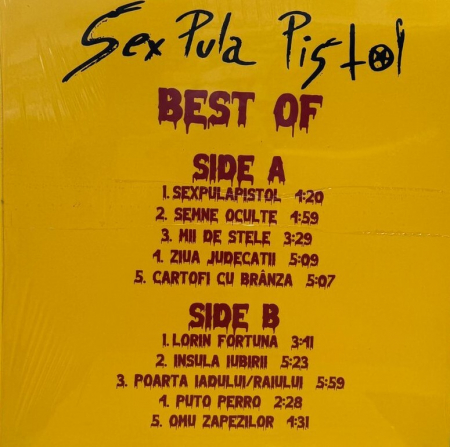 Sex Pula Pistol
BEST OF
SIDE A
1. SEXPULAPISTOL 4:20
2. SEMNE OCULTE 4:59
3. MII DE STELE 3:29
4. ZIUA JUDECATII 5:09
5. CARTOFI CU BRÂNZA 5:07
SIDE B
1. LORIN FORTUNA 3:41
2. INSULA IUBIRII 5:23
3. POARTA IADULUI/RAIULUI 5:59
4. PUTO PERRO 2:28
5. OMU ZAPEZILOR 4:31